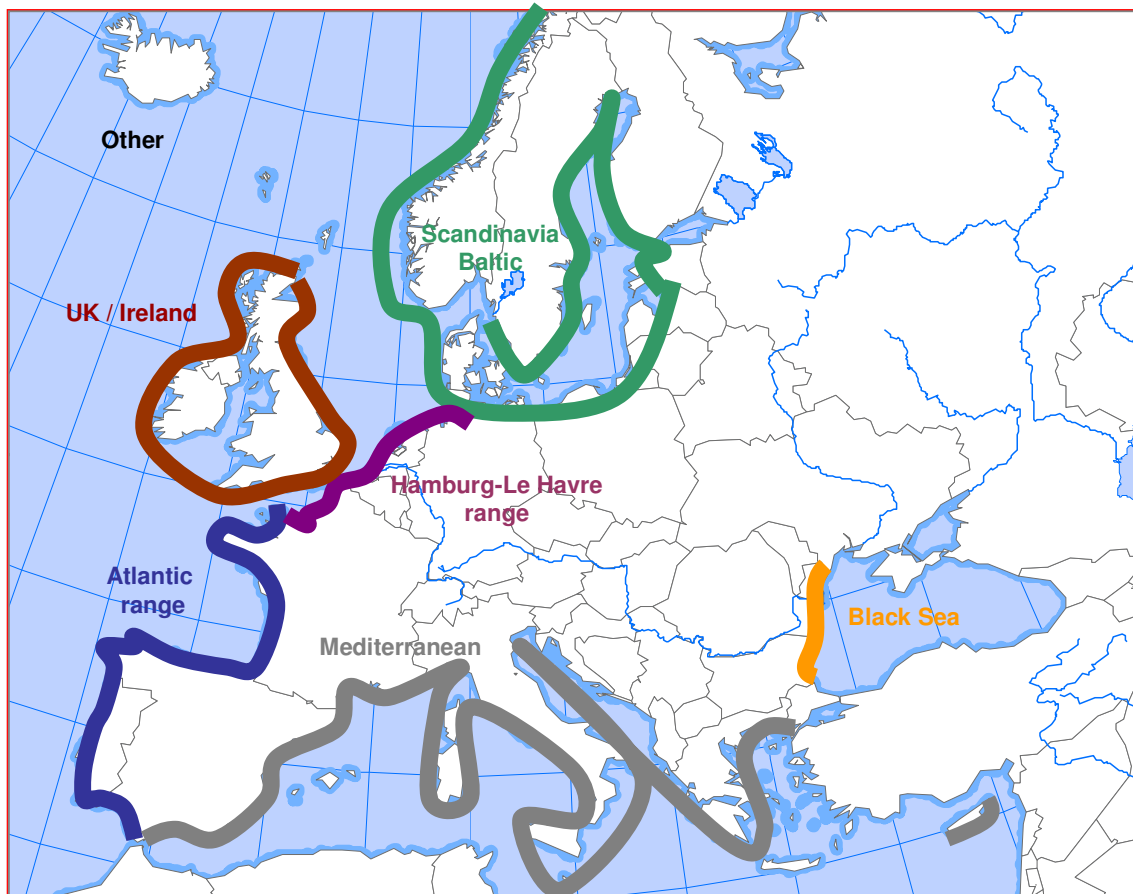 Other
Scandinavia
Baltic
UK / Ireland
Hamburg-Le Havre
range
Atlantic
range
Black Sea
Mediterranean